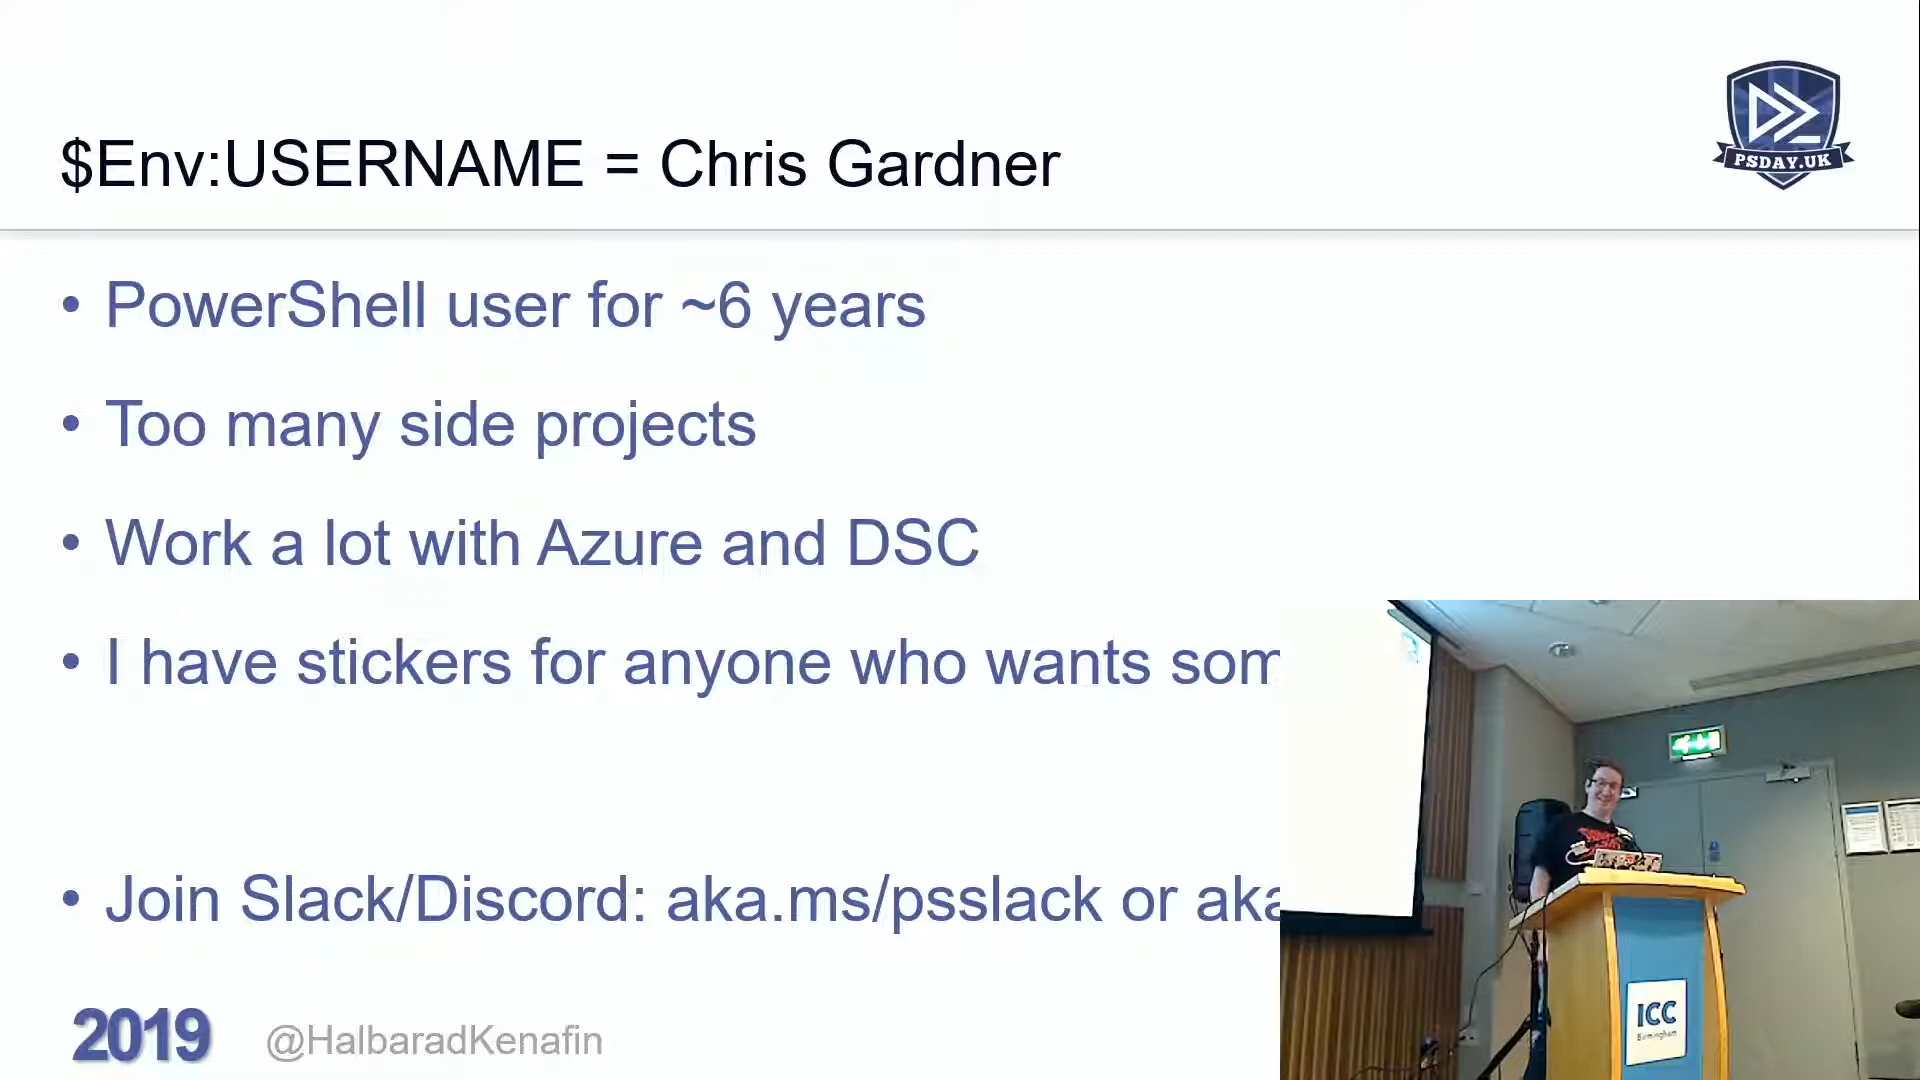 $Env:USERNAME = Chris Gardner
PSDAY.UK
• PowerShell user for ~6 years
• Too many side projects
• Work a lot with Azure and DSC
• I have stickers for anyone who wants som
• Join Slack/Discord: aka.ms/psslack or aka
2019
@HalbaradKenafin
ICC
Birmingham